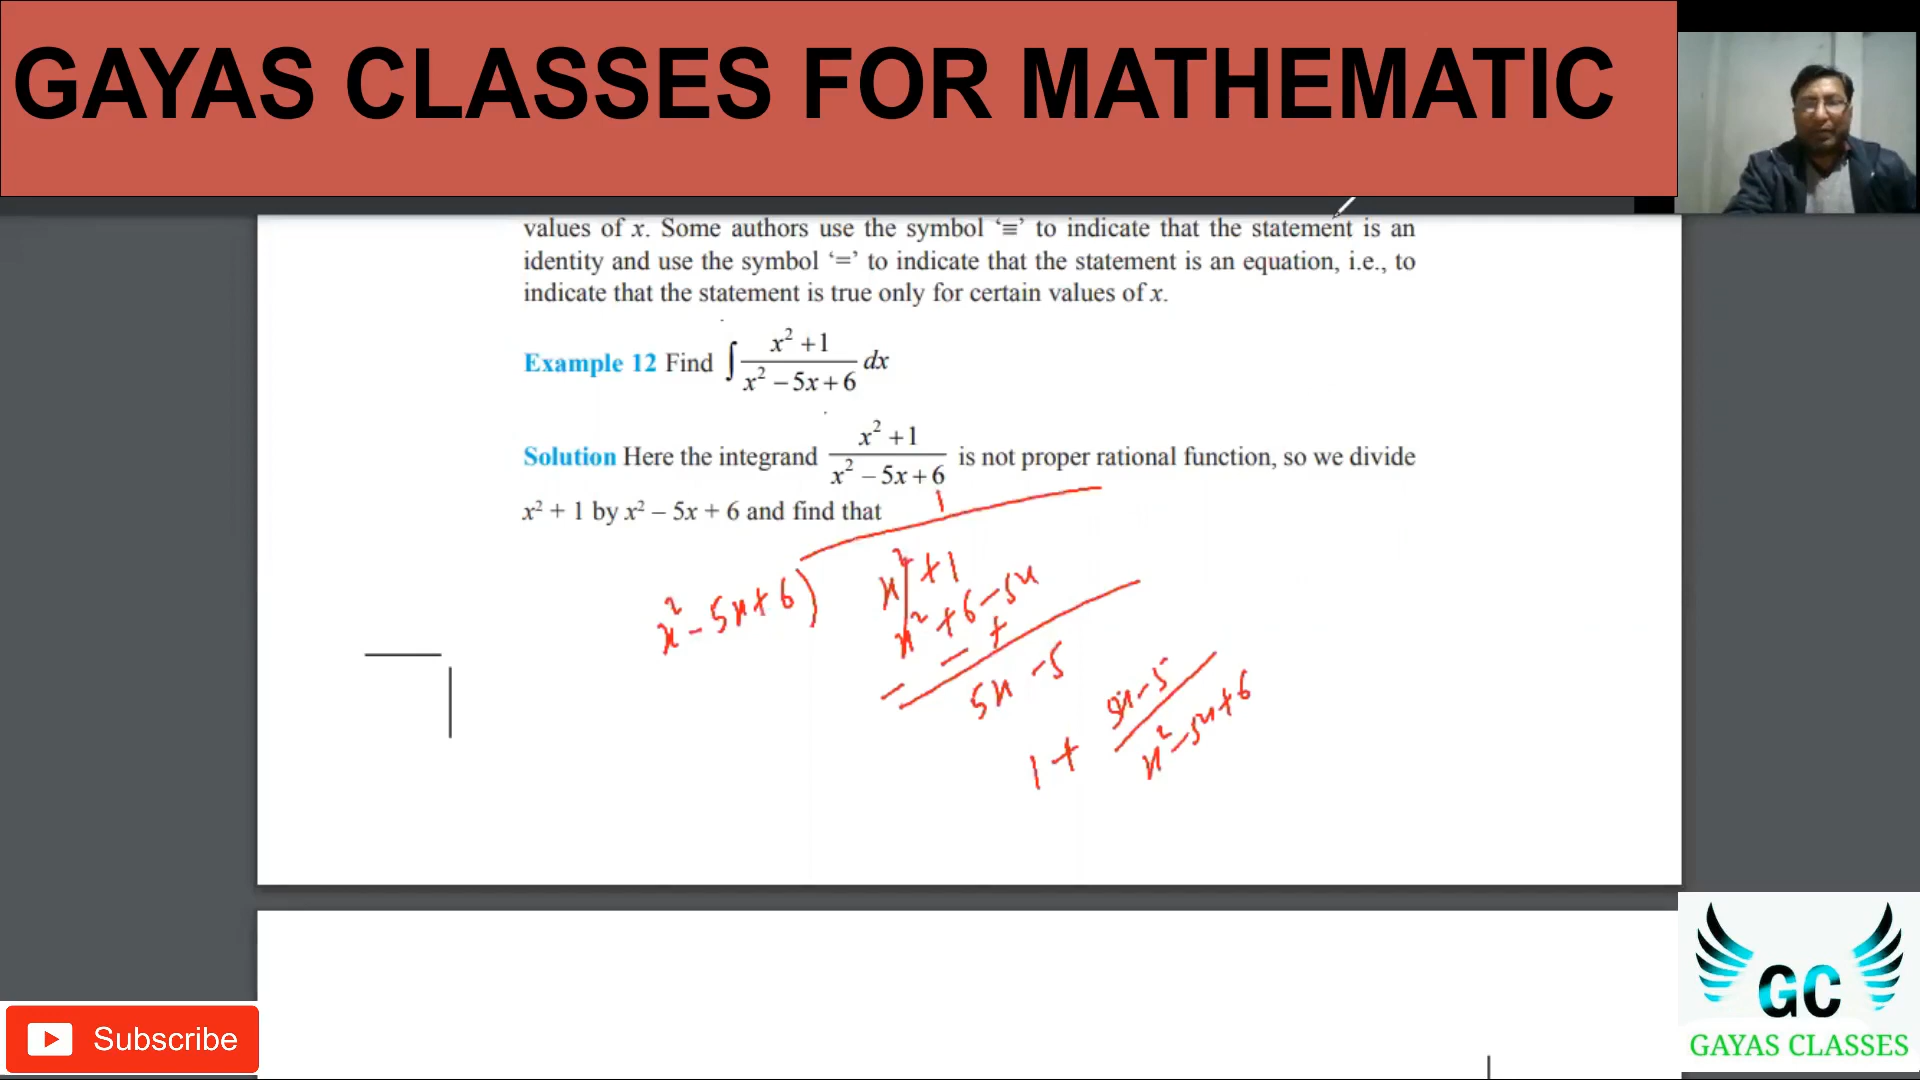 GAYAS CLASSES FOR MATHEMATIC
values of x. Some authors use the symbol ‘≡’ to indicate that the statement is an
identity and use the symbol ‘=’ to indicate that the statement is an equation, i.e., to
indicate that the statement is true only for certain values of x.
Example 12 Find ∫ (x² + 1)/(x² – 5x + 6) dx
Solution Here the integrand (x² + 1)/(x² – 5x + 6) is not proper rational function, so we divide
x² + 1 by x² – 5x + 6 and find that
1
x² – 5x + 6) x² + 1
x² + 6 – 5x
– – +
5x – 5
1 + (5x – 5)/(x² – 5x + 6)
Subscribe
GC
GAYAS CLASSES